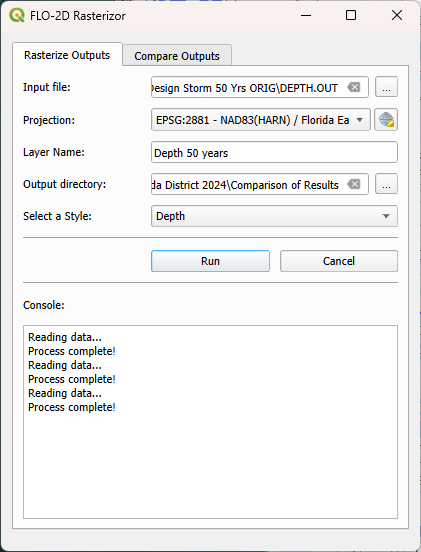 FLO-2D Rasterizor
Rasterize Outputs
Compare Outputs
Input file:
Design Storm 50 Yrs ORIG\DEPTH.OUT
...
Projection:
EPSG:2881 - NAD83(HARN) / Florida Ea
Layer Name:
Depth 50 years
Output directory:
da District 2024\Comparison of Results
...
Select a Style:
Depth
Run
Cancel
Console:
Reading data...
Process complete!
Reading data...
Process complete!
Reading data...
Process complete!